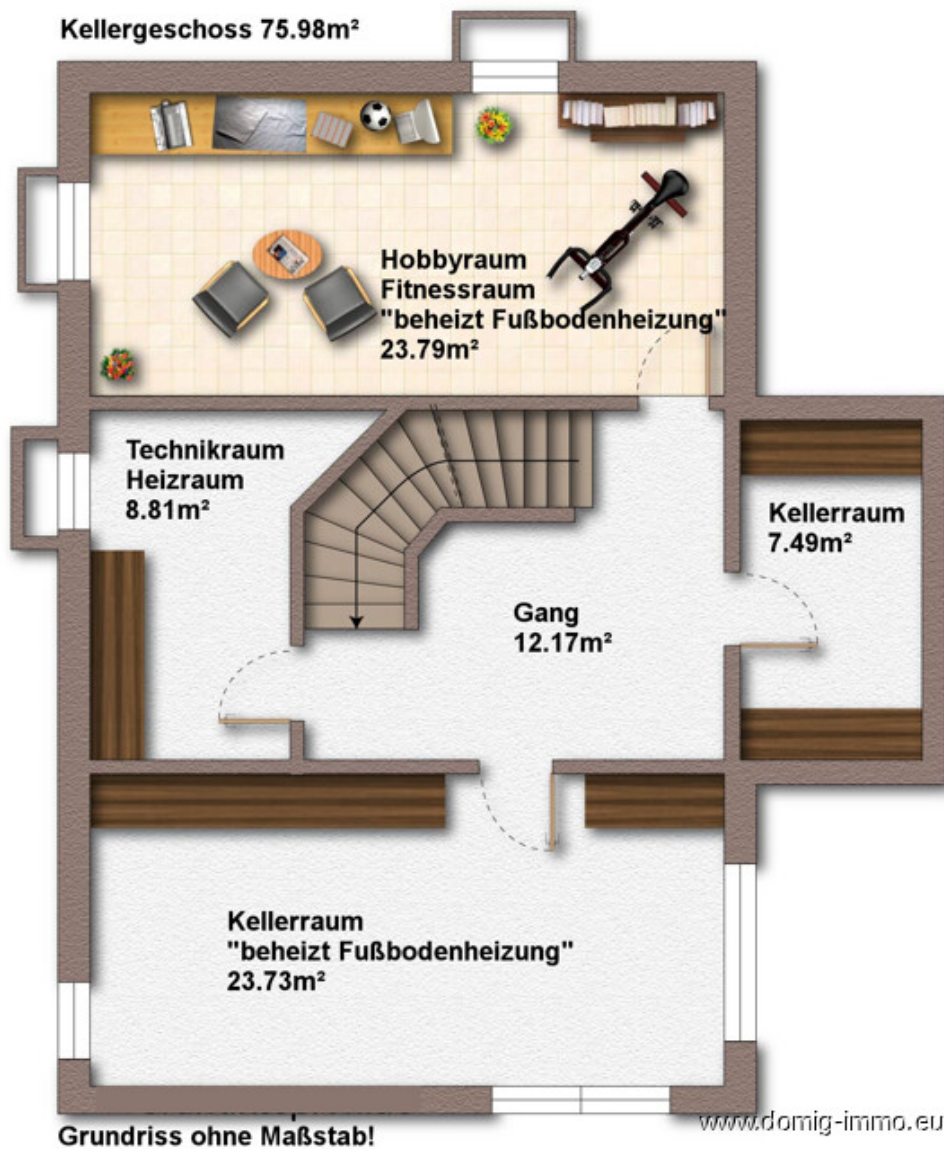 Kellergeschoss 75.98m²
Hobbyraum
Fitnessraum
"beheizt Fußbodenheizung"
23.79m²
Technikraum
Heizraum
8.81m²
Kellerraum
7.49m²
Gang
12.17m²
Kellerraum
"beheizt Fußbodenheizung"
23.73m²
Grundriss ohne Maßstab!
www.domig-immo.eu